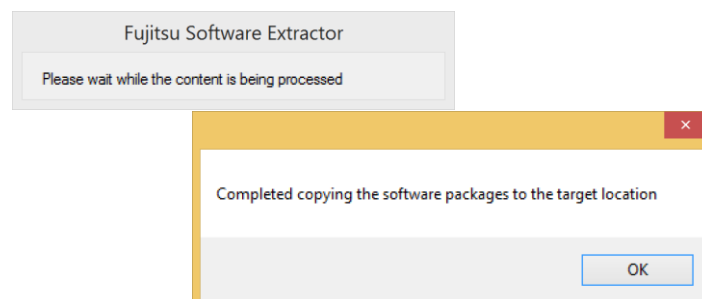 Fujitsu Software Extractor
Please wait while the content is being processed
Completed copying the software packages to the target location
OK